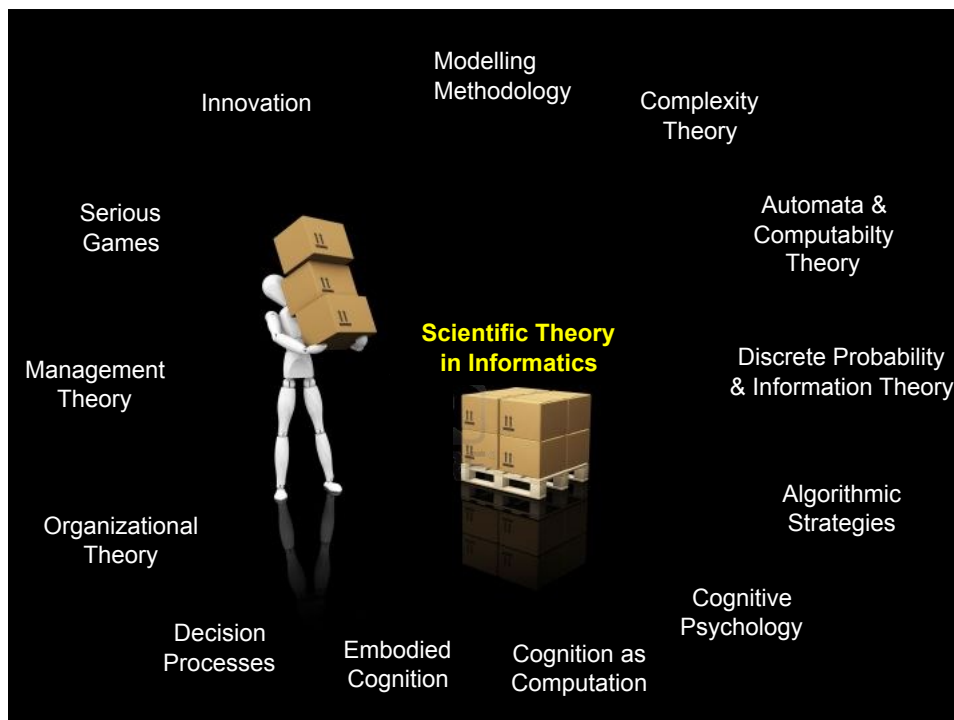 Modelling
Methodology
Innovation
Complexity
Theory
Serious
Games
Automata &
Computabilty
Theory
Scientific Theory
in Informatics
Management
Theory
Discrete Probability
& Information Theory
Algorithmic
Strategies
Organizational
Theory
Cognitive
Psychology
Decision
Processes
Embodied
Cognition
Cognition as
Computation